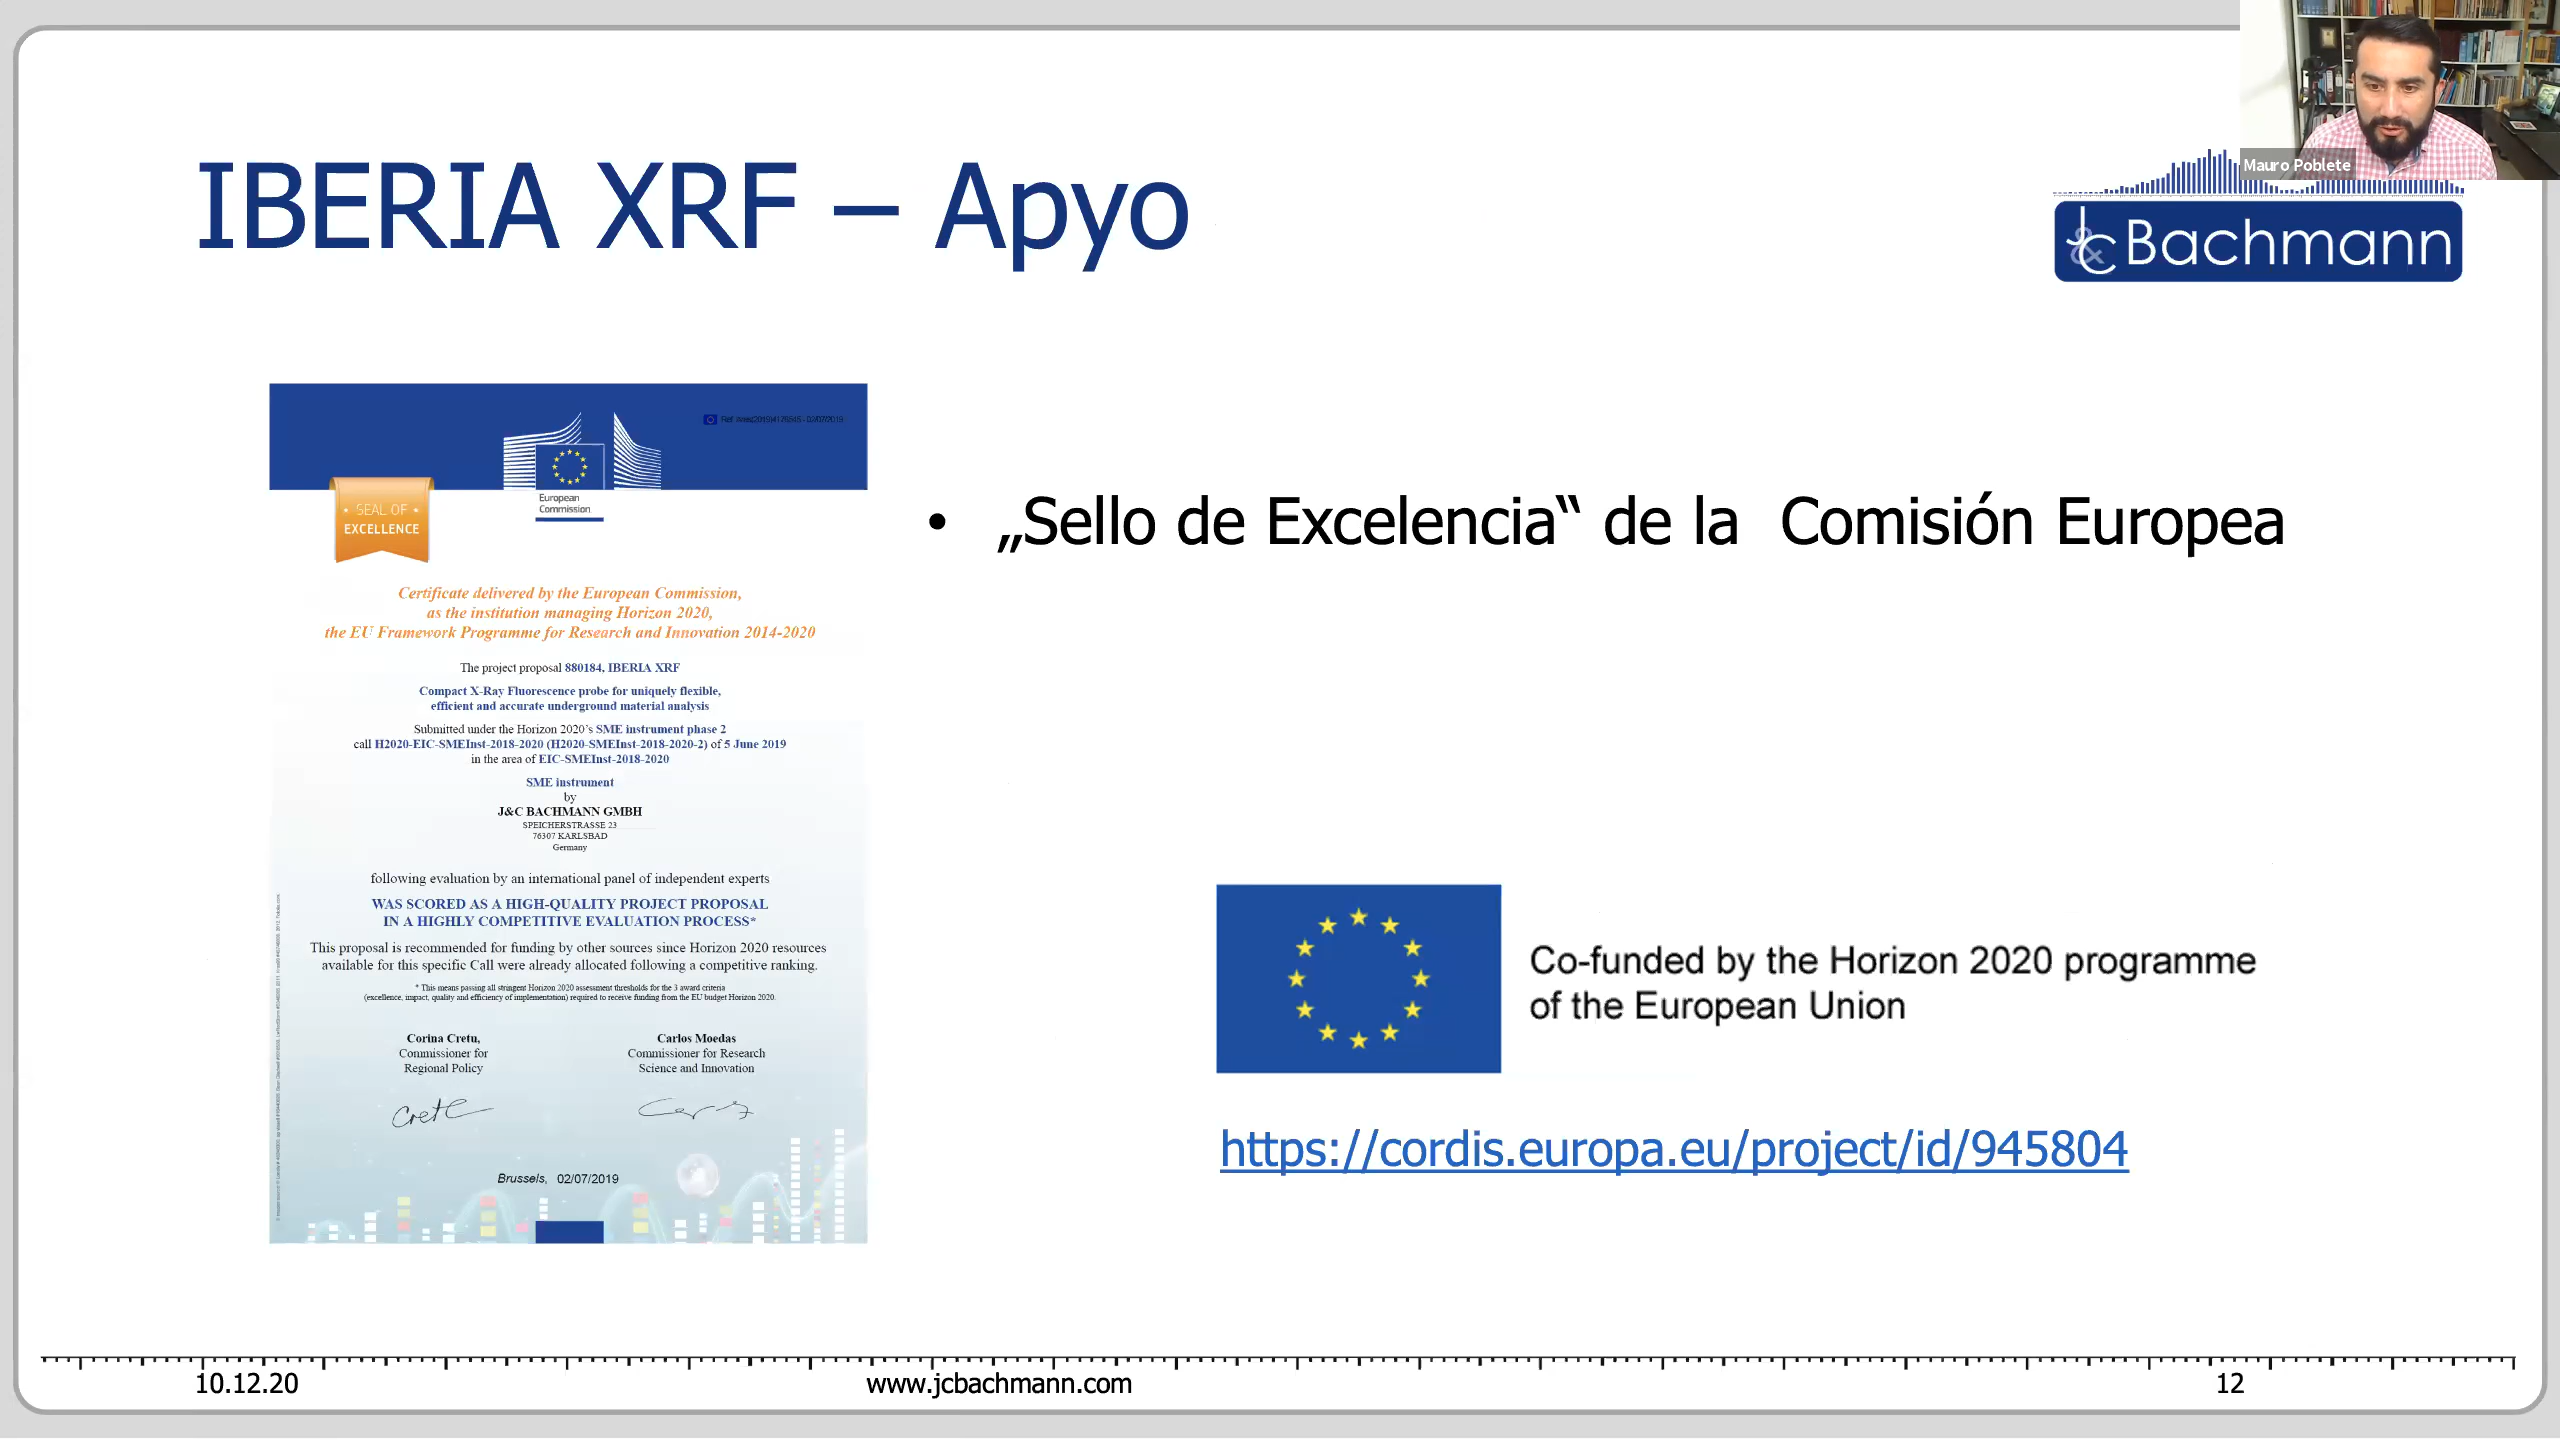 Mauro Poblete
IBERIA XRF – Apyo
J&C Bachmann
European
Commission
• SEAL OF •
EXCELLENCE
Certificate delivered by the European Commission,
as the institution managing Horizon 2020,
the EU Framework Programme for Research and Innovation 2014-2020
The project proposal 880184, IBERIA XRF
Compact X-Ray Fluorescence probe for uniquely flexible,
efficient and accurate underground material analysis
Submitted under the Horizon 2020's SME instrument phase 2
call H2020-EIC-SMEInst-2018-2020 (H2020-SMEInst-2018-2020-2) of 5 June 2019
in the area of EIC-SMEInst-2018-2020
SME instrument
by
J&C BACHMANN GMBH
SPEICHERSTRASSE 23
76307 KARLSBAD
Germany
following evaluation by an international panel of independent experts
WAS SCORED AS A HIGH-QUALITY PROJECT PROPOSAL
IN A HIGHLY COMPETITIVE EVALUATION PROCESS*
This proposal is recommended for funding by other sources since Horizon 2020 resources
available for this specific Call were already allocated following a competitive ranking.
* This means passing all stringent Horizon 2020 assessment thresholds for the 3 award criteria
(excellence, impact, quality and efficiency of implementation) required to receive funding from the EU budget Horizon 2020.
Corina Cretu,
Commissioner for
Regional Policy
Carlos Moedas
Commissioner for Research
Science and Innovation
Brussels, 02/07/2019
• „Sello de Excelencia“ de la Comisión Europea
Co-funded by the Horizon 2020 programme
of the European Union
https://cordis.europa.eu/project/id/945804
10.12.20
www.jcbachmann.com
12